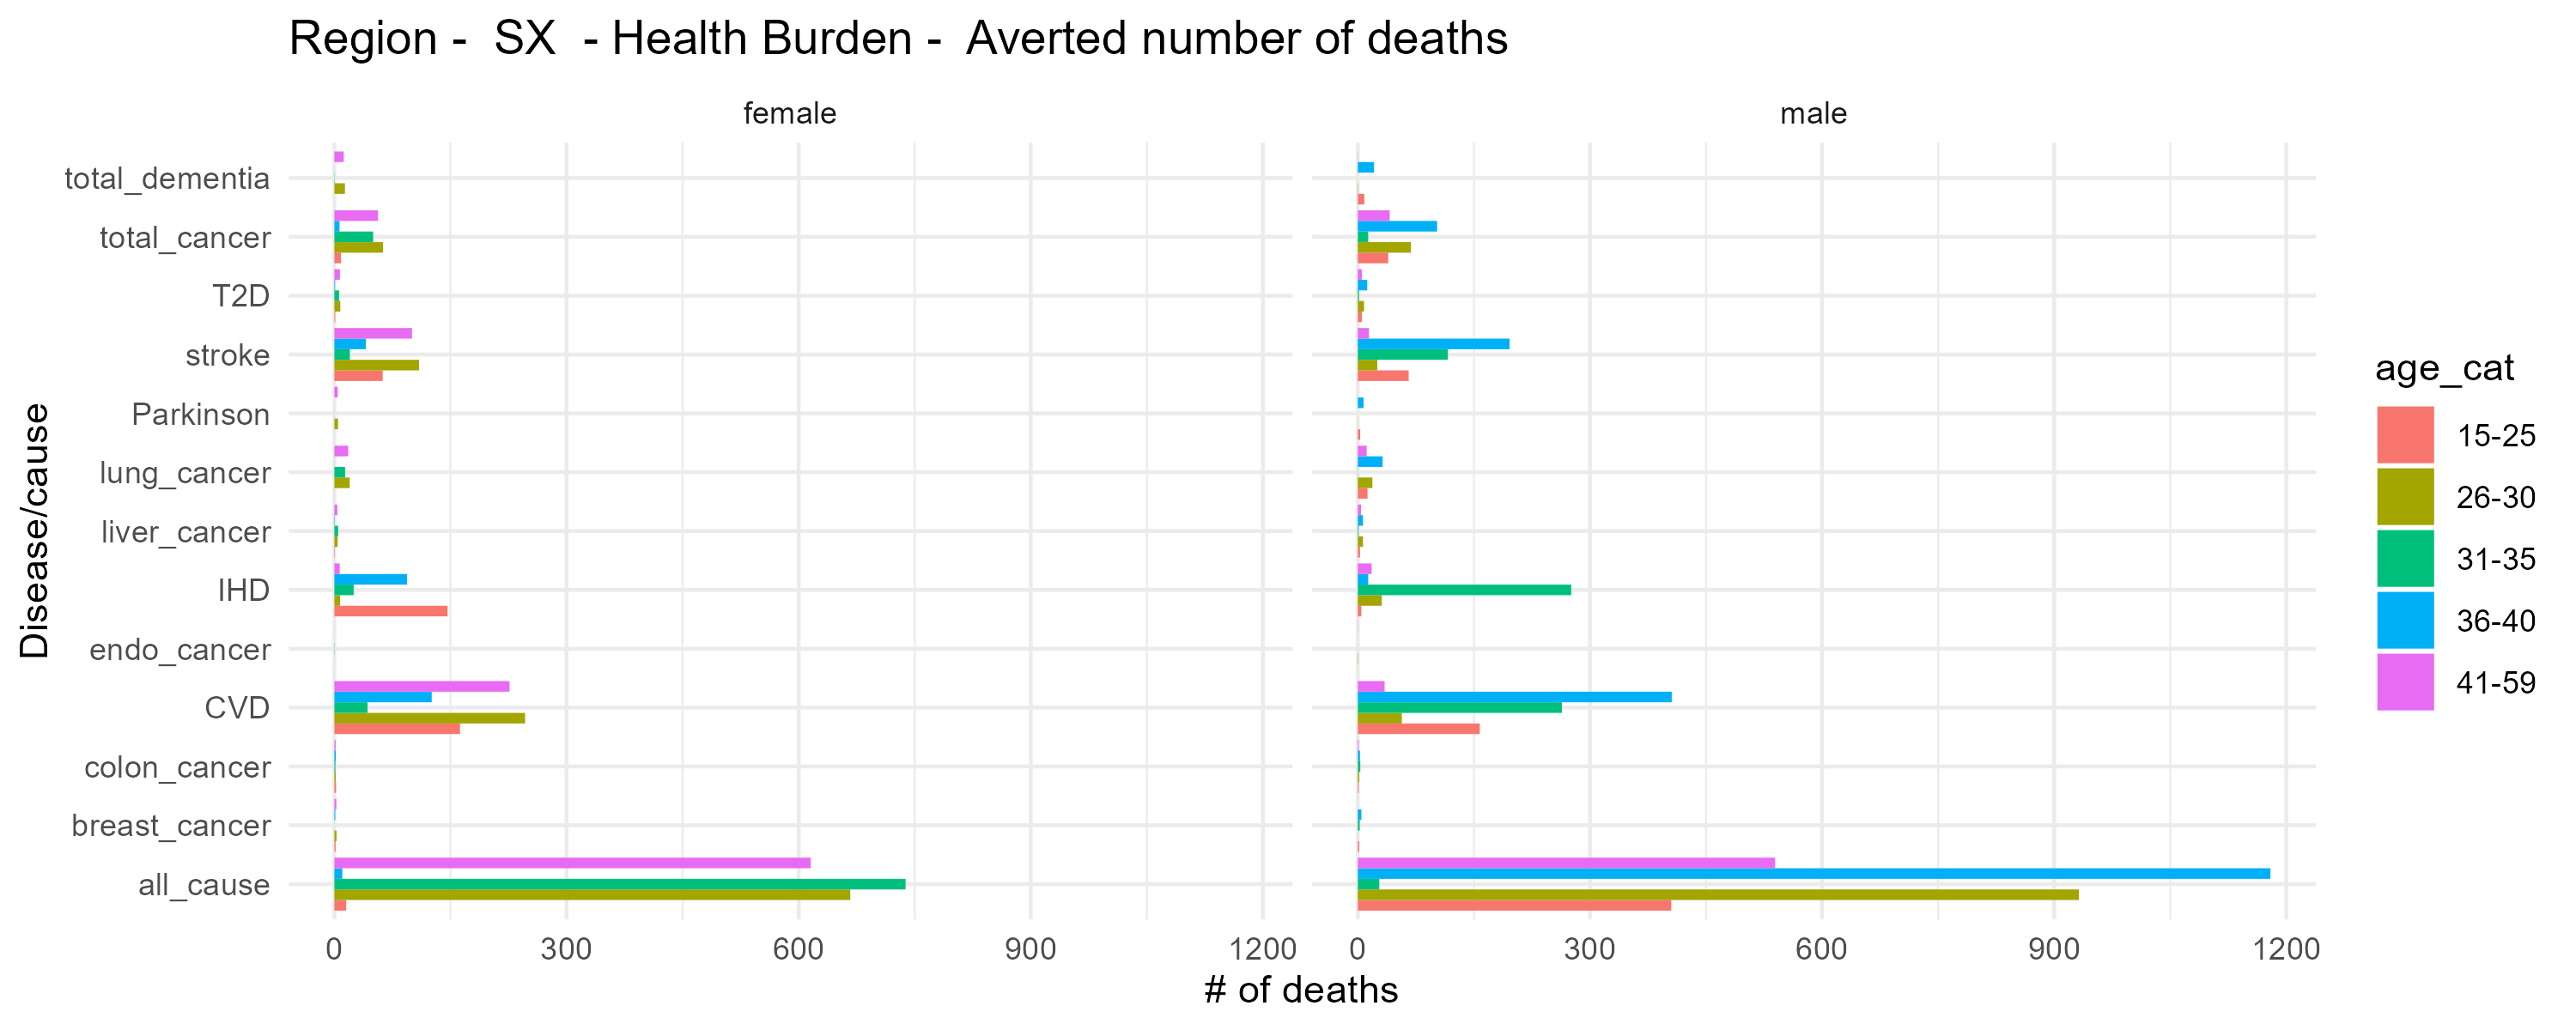 Region -  SX  - Health Burden -  Averted number of deaths
female
male
Disease/cause
total_dementia
total_cancer
T2D
stroke
Parkinson
lung_cancer
liver_cancer
IHD
endo_cancer
CVD
colon_cancer
breast_cancer
all_cause
0 300 600 900 1200
0 300 600 900 1200
# of deaths
age_cat
15-25
26-30
31-35
36-40
41-59